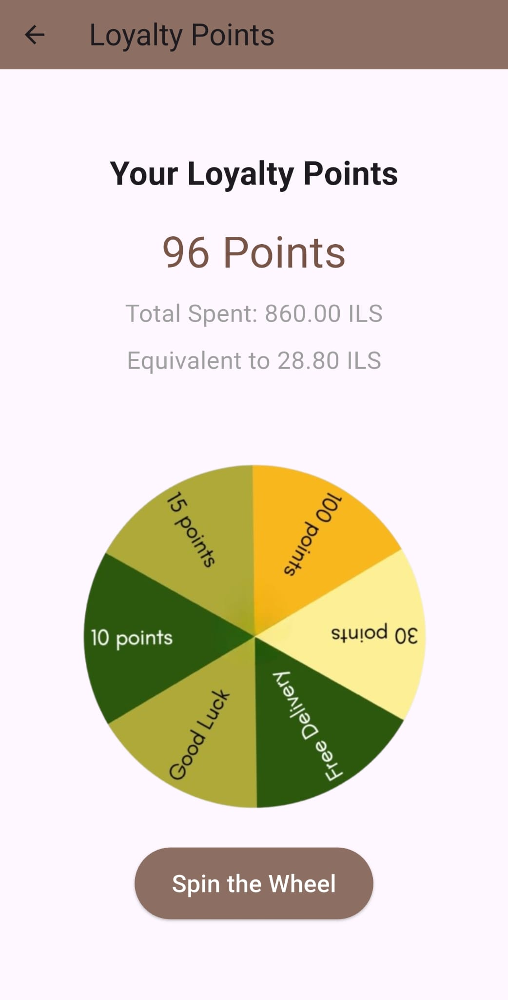 Loyalty Points
Your Loyalty Points
96 Points
Total Spent: 860.00 ILS
Equivalent to 28.80 ILS
15 points
100 points
10 points
30 points
Good Luck
Free Delivery
Spin the Wheel